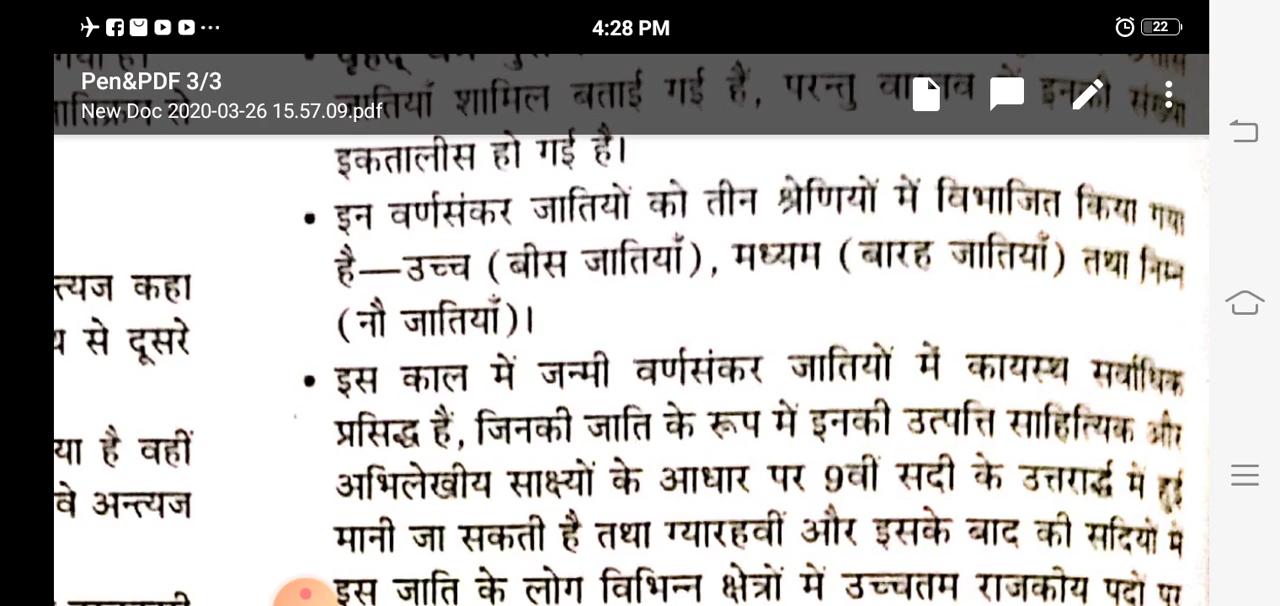 4:28 PM
22
Pen&PDF 3/3
New Doc 2020-03-26 15.57.09.pdf
जातियाँ शामिल बताई गई हैं, परन्तु में इनकी संख्या
इकतालीस हो गई है।
• इन वर्णसंकर जातियों को तीन श्रेणियों में विभाजित किया गया
है—उच्च (बीस जातियाँ), मध्यम (बारह जातियाँ) तथा निम्न
(नौ जातियाँ)।
• इस काल में जन्मी वर्णसंकर जातियों में कायस्थ सर्वाधिक
प्रसिद्ध हैं, जिनकी जाति के रूप में इनकी उत्पत्ति साहित्यिक और
अभिलेखीय साक्ष्यों के आधार पर 9वीं सदी के उत्तरार्द्ध में हुई
मानी जा सकती है तथा ग्यारहवीं और इसके बाद की सदियों में
इस जाति के लोग विभिन्न क्षेत्रों में उच्चतम राजकीय पदों पर
त्यज कहा
से दूसरे
या है वहीं
वे अन्त्यज